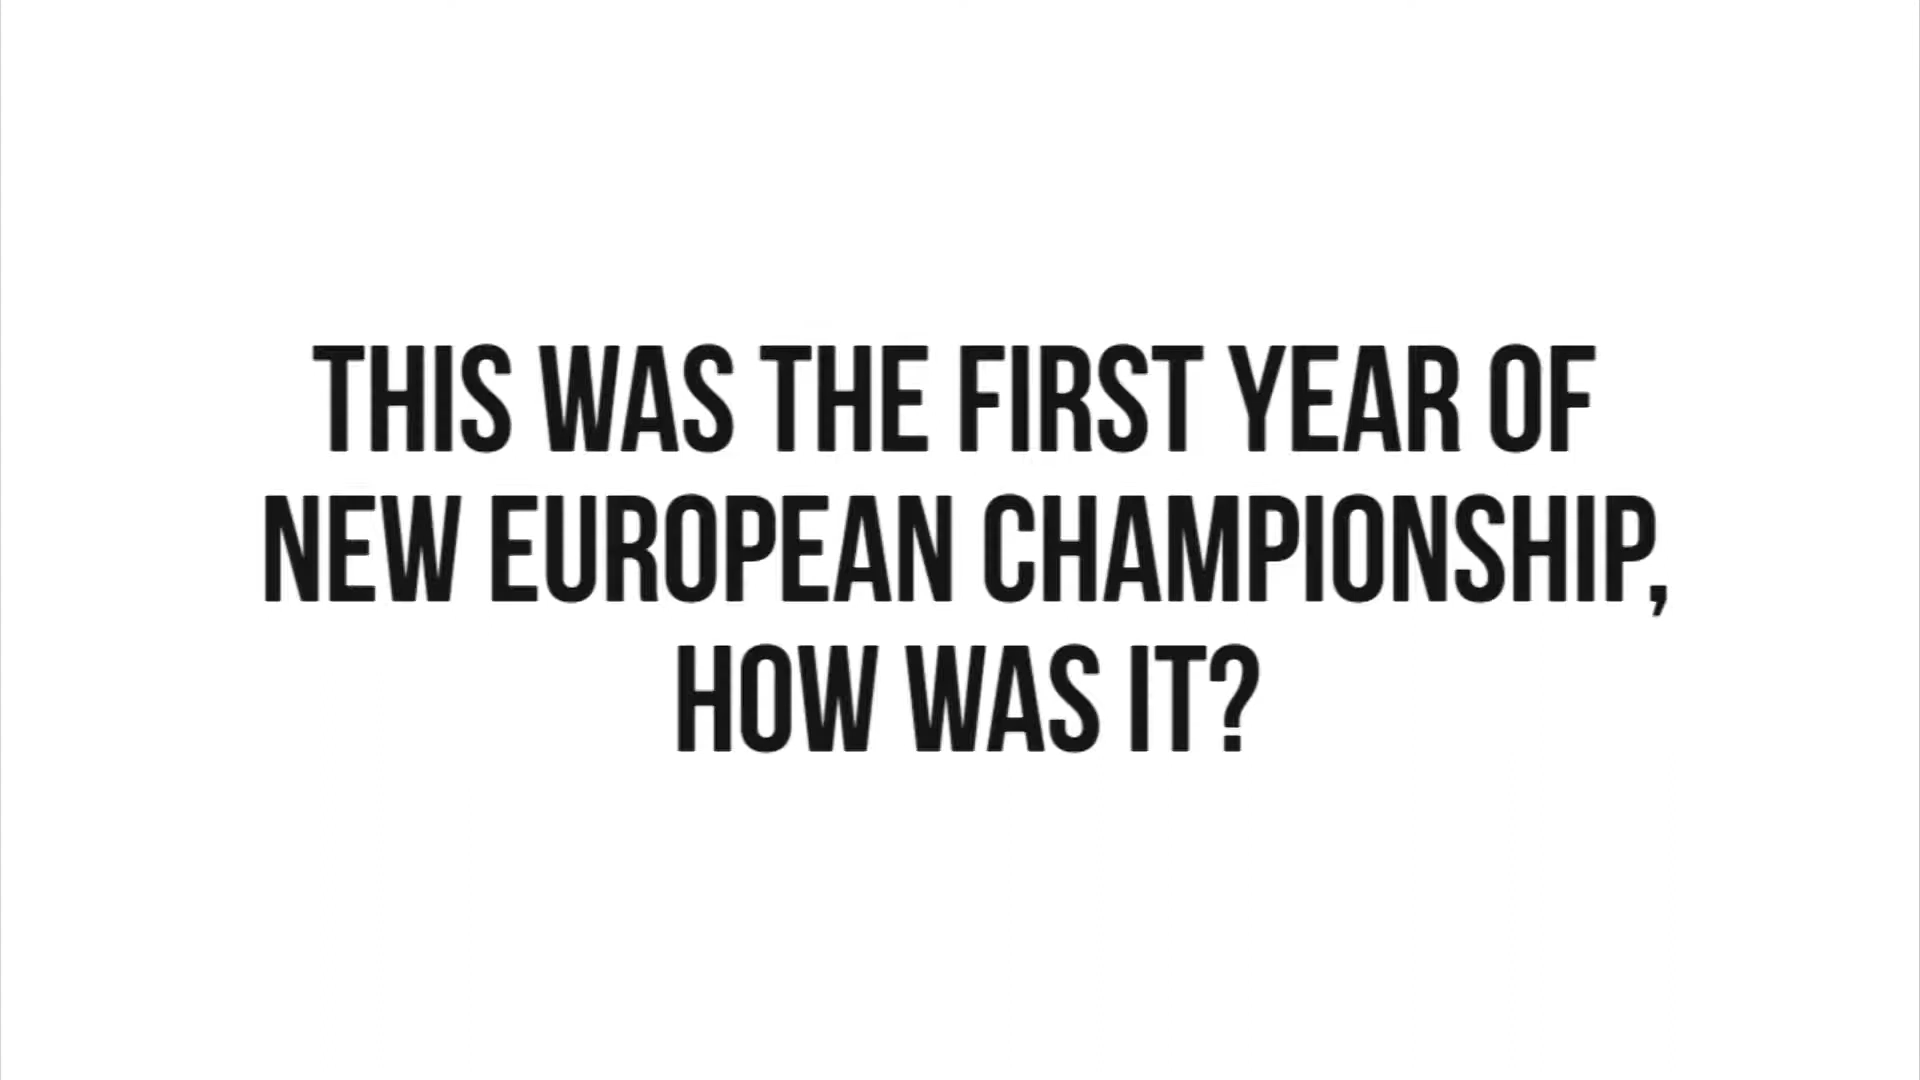 THIS WAS THE FIRST YEAR OF
NEW EUROPEAN CHAMPIONSHIP,
HOW WAS IT?